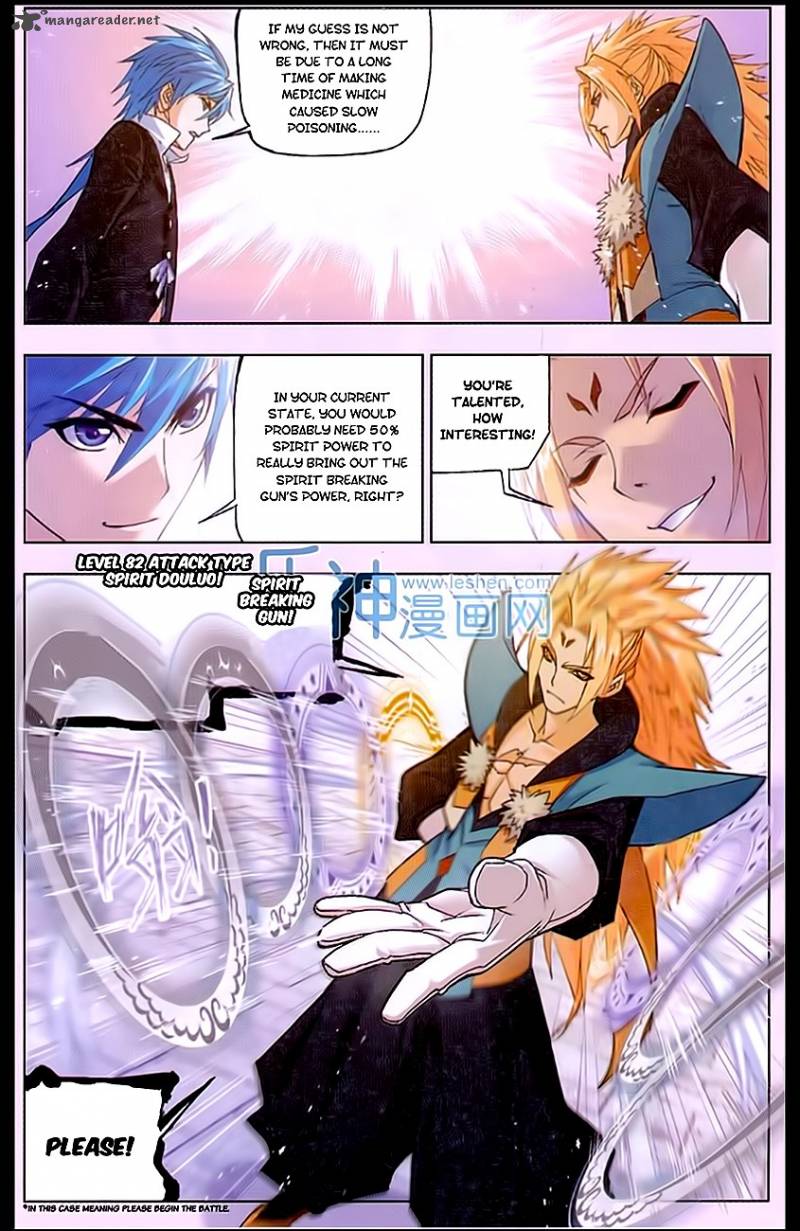 mangareader.net
IF MY GUESS IS NOT
WRONG, THEN IT MUST
BE DUE TO A LONG
TIME OF MAKING
MEDICINE WHICH
CAUSED SLOW
POISONING......
IN YOUR CURRENT
STATE, YOU WOULD
PROBABLY NEED 50%
SPIRIT POWER TO
REALLY BRING OUT THE
SPIRIT BREAKING
GUN'S POWER, RIGHT?
YOU'RE
TALENTED,
HOW
INTERESTING!
LEVEL 82 ATTACK TYPE
SPIRIT DOULUO!
SPIRIT
BREAKING
GUN!
www.leshen.com
神漫画网
PLEASE!
*IN THIS CASE MEANING PLEASE BEGIN THE BATTLE.